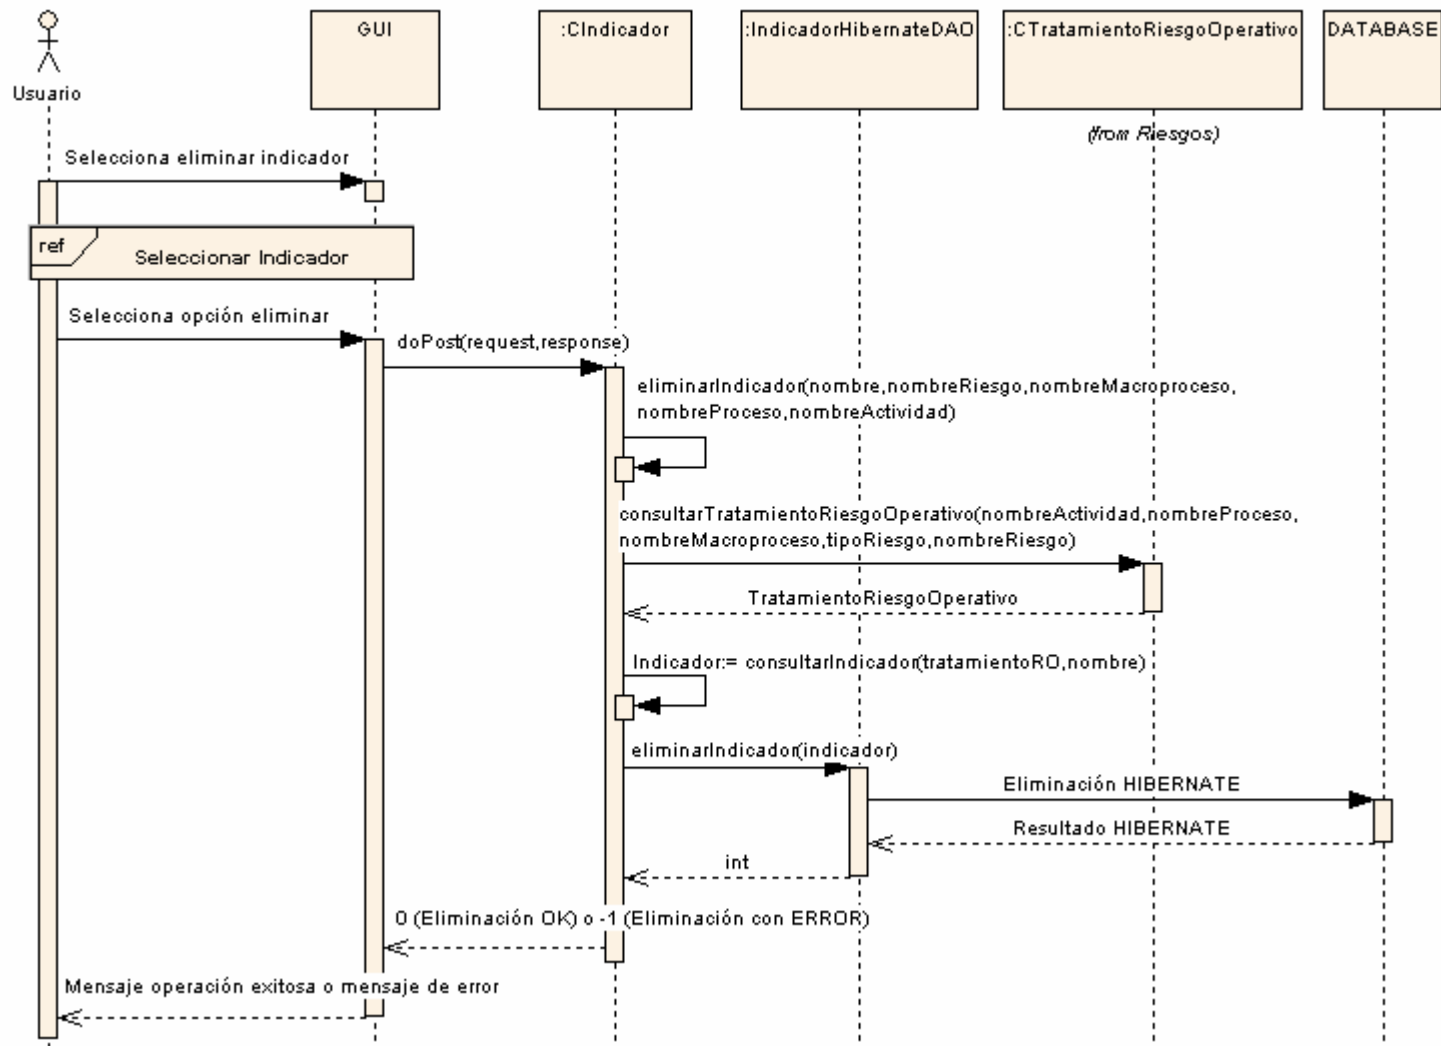 GUI
:CIndicador
:IndicadorHibernateDAO
:CTratamientoRiesgoOperativo
DATABASE
Usuario
(from Riesgos)
Selecciona eliminar indicador
ref
Seleccionar Indicador
Selecciona opción eliminar
doPost(request,response)
eliminarIndicador(nombre,nombreRiesgo,nombreMacroproceso,
nombreProceso,nombreActividad)
consultarTratamientoRiesgoOperativo(nombreActividad,nombreProceso,
nombreMacroproceso,tipoRiesgo,nombreRiesgo)
TratamientoRiesgoOperativo
Indicador:= consultarIndicador(tratamientoRO,nombre)
eliminarIndicador(indicador)
Eliminación HIBERNATE
Resultado HIBERNATE
int
0 (Eliminación OK) o -1 (Eliminación con ERROR)
Mensaje operación exitosa o mensaje de error